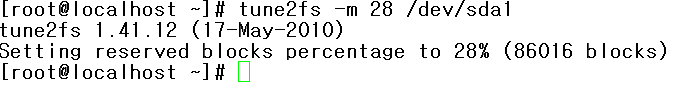 [root@localhost ~]# tune2fs -m 28 /dev/sda1
tune2fs 1.41.12 (17-May-2010)
Setting reserved blocks percentage to 28% (86016 blocks)
[root@localhost ~]#